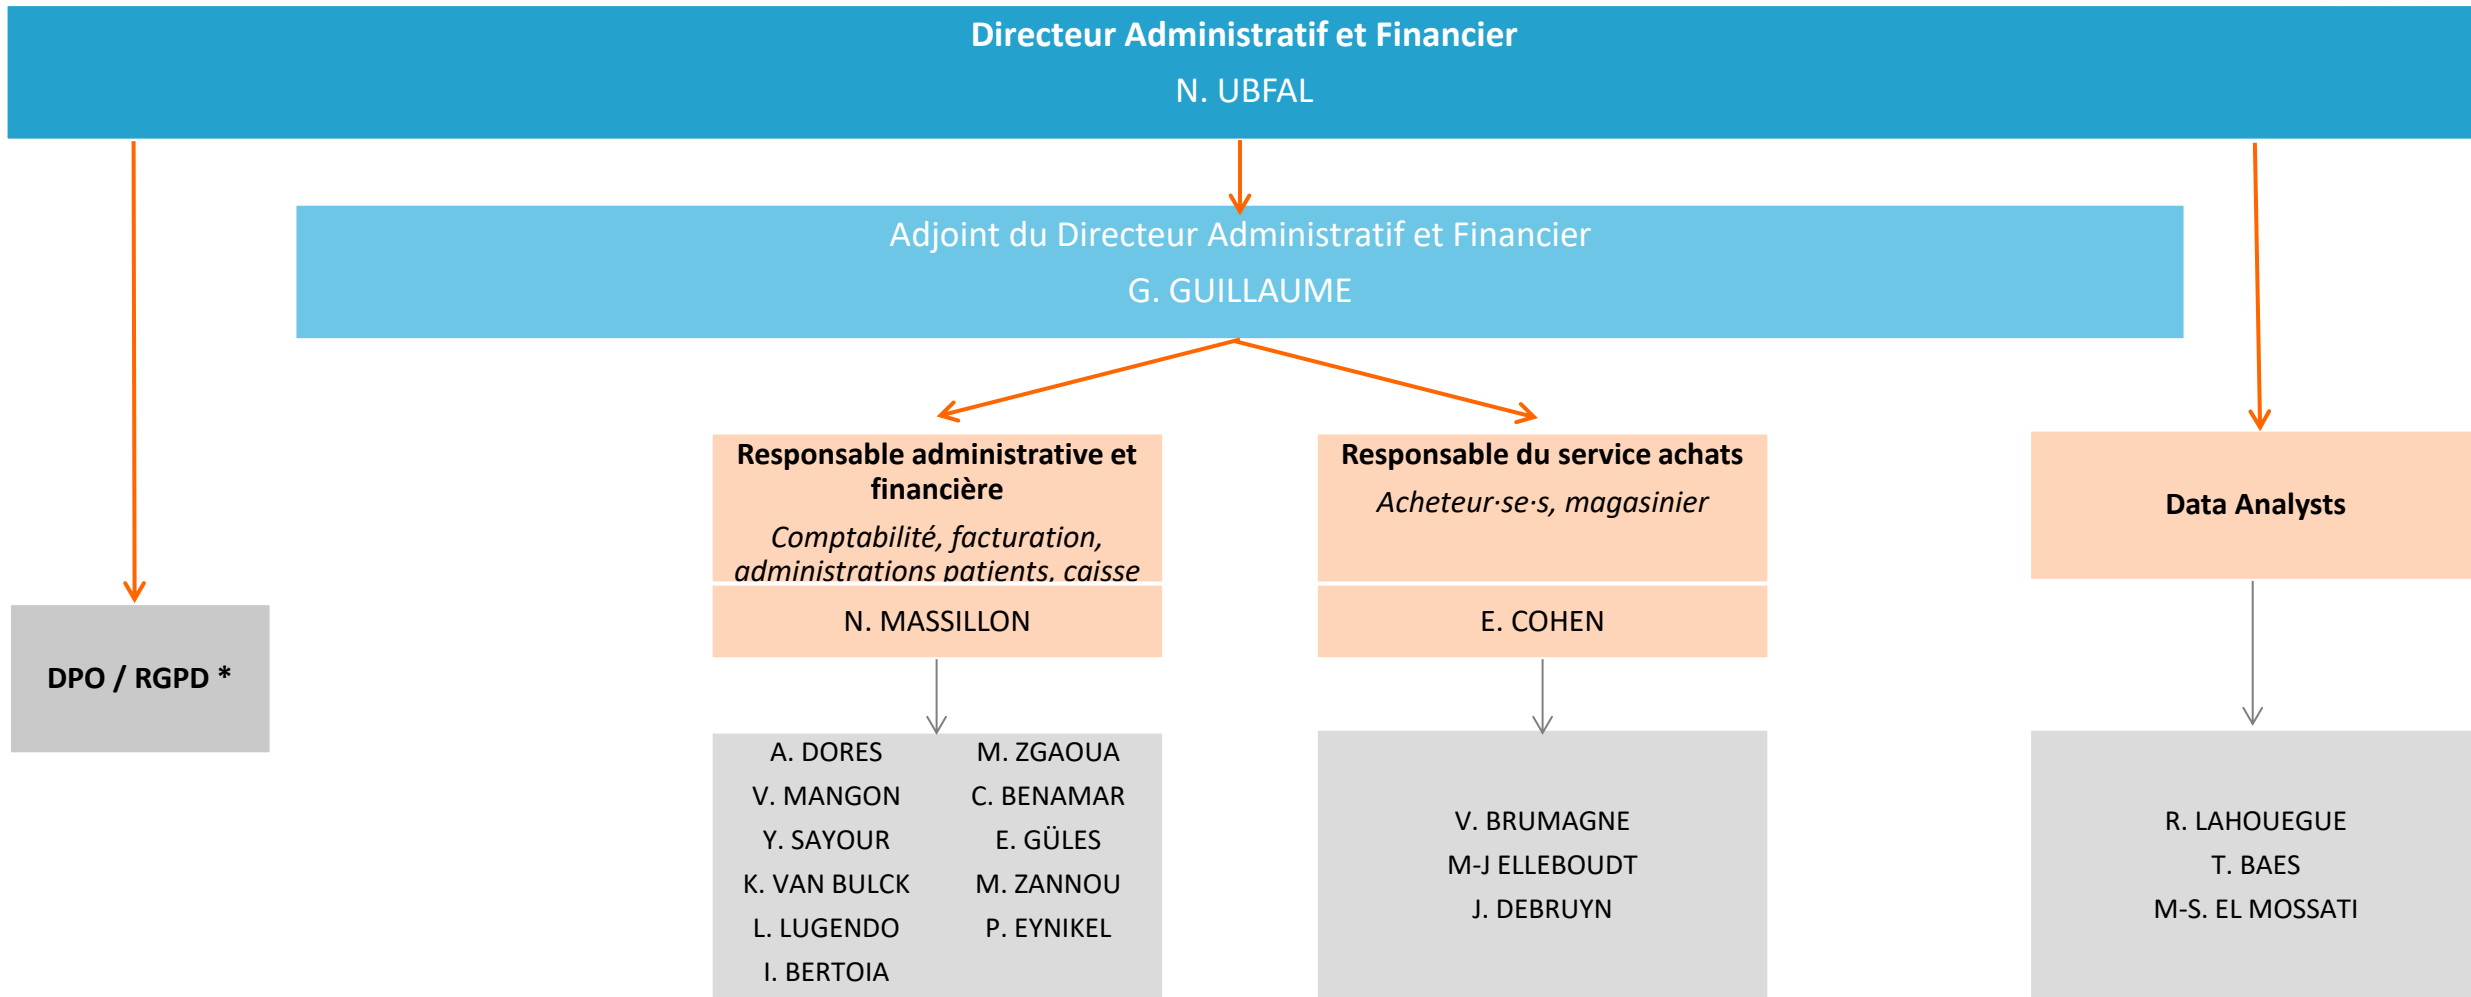 Directeur Administratif et Financier
N. UBFAL
Adjoint du Directeur Administratif et Financier
G. GUILLAUME
Responsable administrative et
financière
Comptabilité, facturation,
administrations patients, caisse
N. MASSILLON
Responsable du service achats
Acheteur·se·s, magasinier
E. COHEN
Data Analysts
DPO / RGPD *
A. DORES
V. MANGON
Y. SAYOUR
K. VAN BULCK
L. LUGENDO
I. BERTOIA
M. ZGAOUA
C. BENAMAR
E. GÜLES
M. ZANNOU
P. EYNIKEL
V. BRUMAGNE
M-J ELLEBOUDT
J. DEBRUYN
R. LAHOUEGUE
T. BAES
M-S. EL MOSSATI